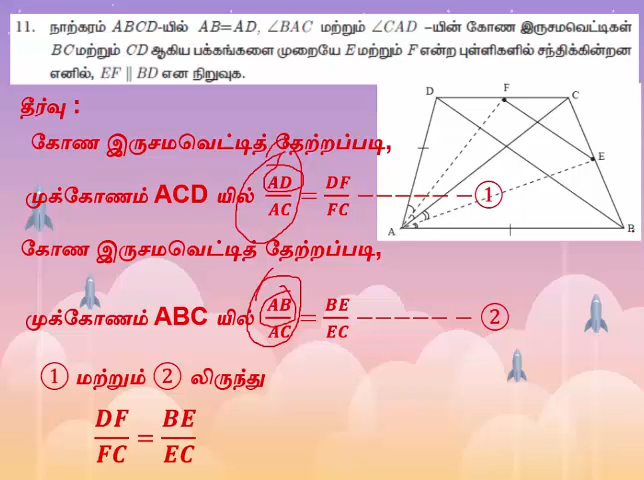 11. நாற்கரம் ABCD-யில் AB=AD, ∠BAC மற்றும் ∠CAD –யின் கோண இருசமவெட்டிகள்
BC மற்றும் CD ஆகிய பக்கங்களை முறையே E மற்றும் F என்ற புள்ளிகளில் சந்திக்கின்றன
எனில், EF || BD என நிறுவுக.
தீர்வு :
கோண இருசமவெட்டித் தேற்றப்படி,
முக்கோணம் ACD யில் AD/AC = DF/FC ———————— ①
கோண இருசமவெட்டித் தேற்றப்படி,
முக்கோணம் ABC யில் AB/AC = BE/EC —————— ②
① மற்றும் ② லிருந்து
DF/FC = BE/EC
D F C
E
A B